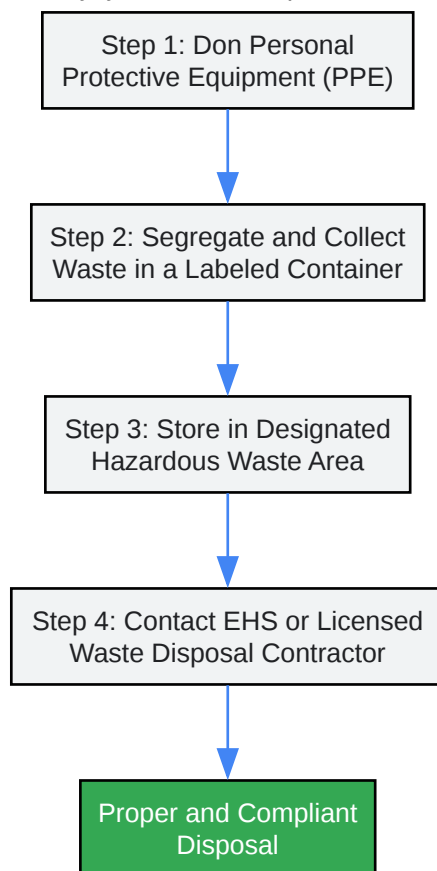 Step 1: Don Personal
Protective Equipment (PPE)
Step 2: Segregate and Collect
Waste in a Labeled Container
Step 3: Store in Designated
Hazardous Waste Area
Step 4: Contact EHS or Licensed
Waste Disposal Contractor
Proper and Compliant
Disposal